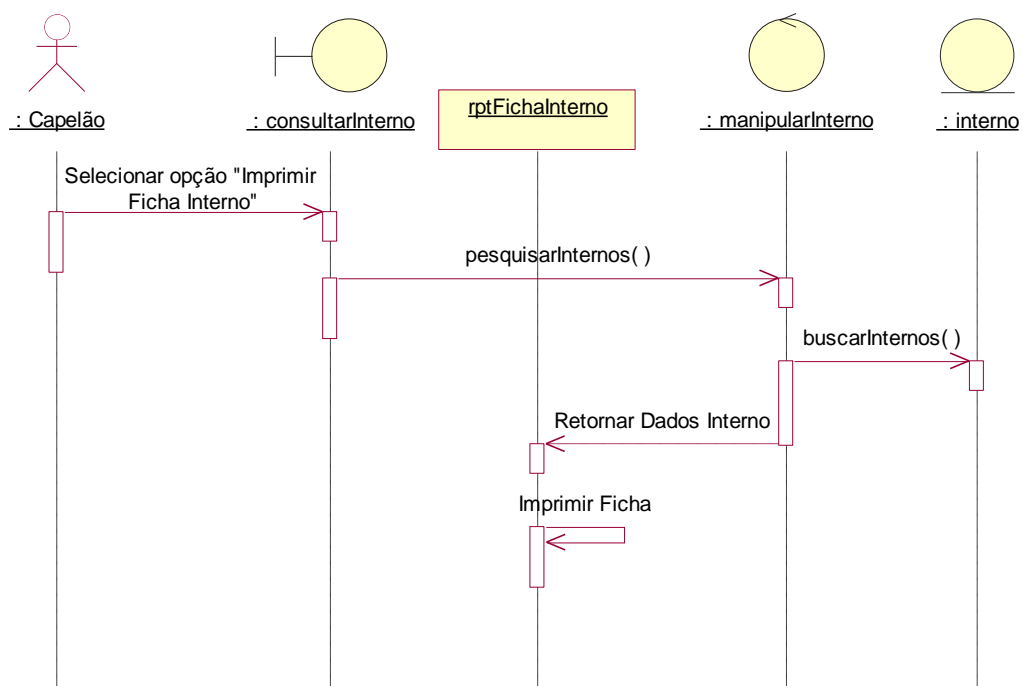 : Capelão
: consultarInterno
rptFichaInterno
: manipularInterno
: interno
Selecionar opção "Imprimir
Ficha Interno"
pesquisarInternos( )
buscarInternos( )
Retornar Dados Interno
Imprimir Ficha